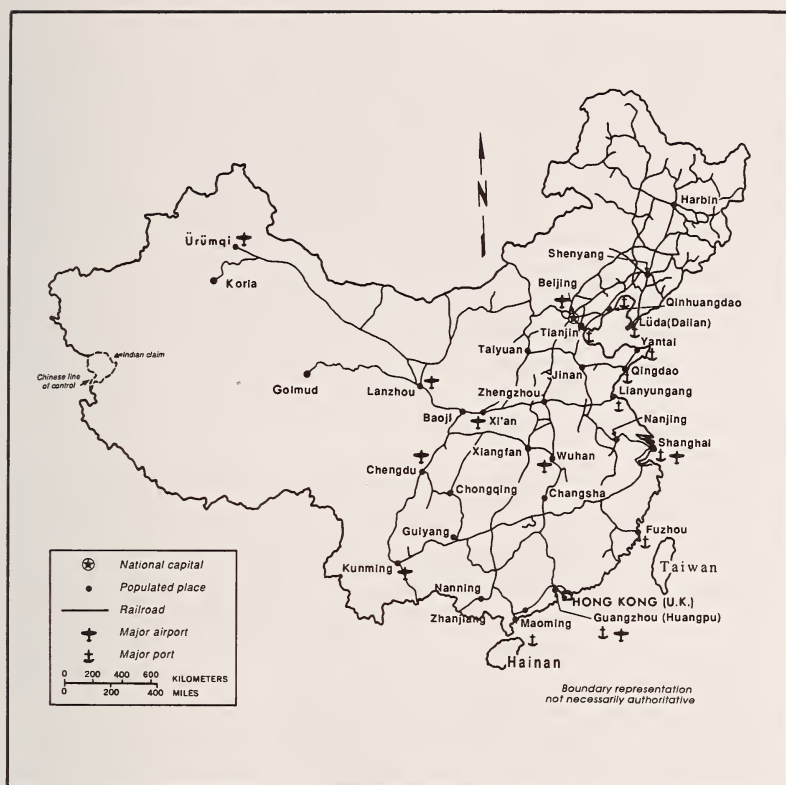 N
Harbin
Ürümqi
Shenyang
Korla
Beijing
Qinhuangdao
Lüda (Dalian)
Tianjin
Yantai
Indian claim
Taiyuan
Chinese line
of control
Golmud
Jinan
Qingdao
Lanzhou
Zhengzhou
Lianyungang
Baoji
Xi'an
Nanjing
Shanghai
Xiangfan
Wuhan
Chengdu
Chongqing
Changsha
Guiyang
Fuzhou
Taiwan
Kunming
Nanning
HONG KONG (U.K.)
Zhanjiang
Maoming
Guangzhou (Huangpu)
Hainan
National capital
Populated place
Railroad
Major airport
Major port
0 200 400 600 KILOMETERS
0 200 400 MILES
Boundary representation
not necessarily authoritative